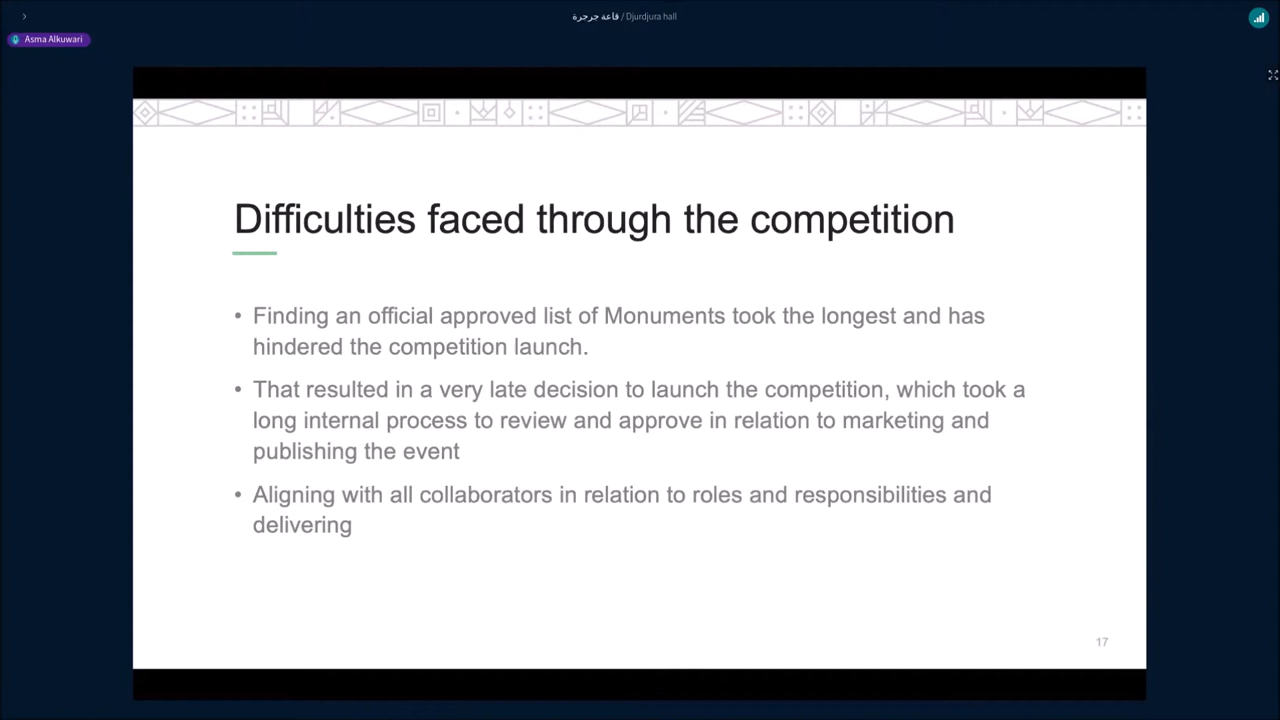 قاعة جرجرة / Djurdjura hall
Asma Alkuwari
Difficulties faced through the competition
• Finding an official approved list of Monuments took the longest and has
hindered the competition launch.
• That resulted in a very late decision to launch the competition, which took a
long internal process to review and approve in relation to marketing and
publishing the event
• Aligning with all collaborators in relation to roles and responsibilities and
delivering
17